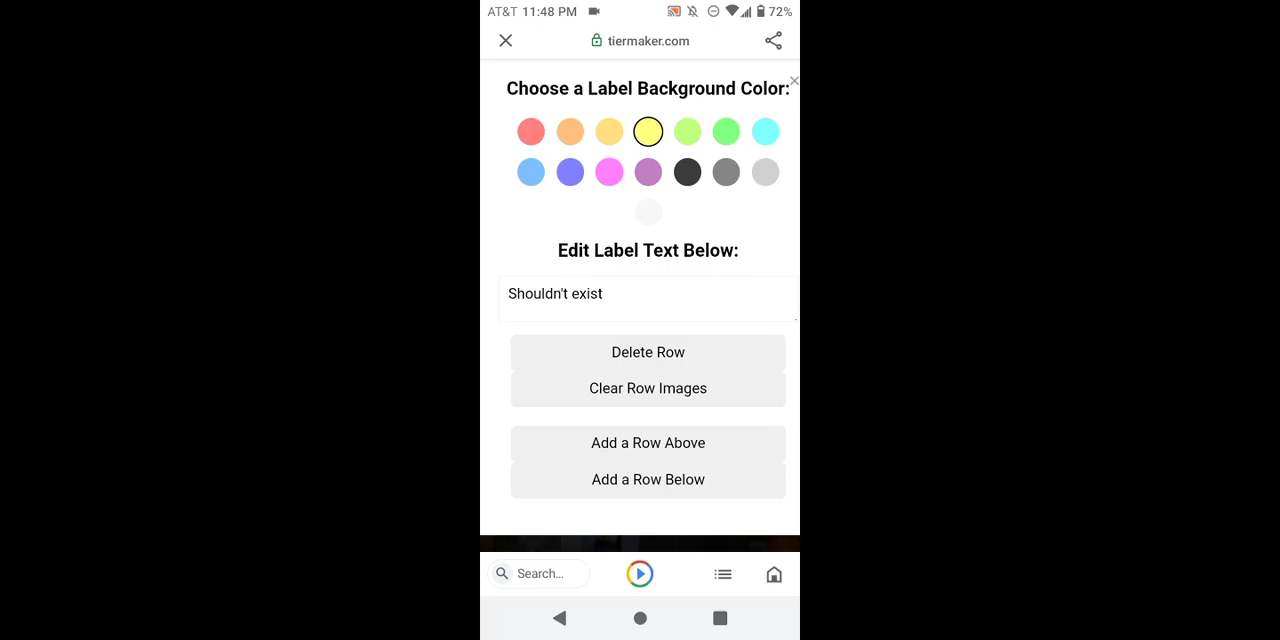 AT&T 11:48 PM 72%
tiermaker.com
Choose a Label Background Color:
Edit Label Text Below:
Shouldn't exist
Delete Row
Clear Row Images
Add a Row Above
Add a Row Below
Search...